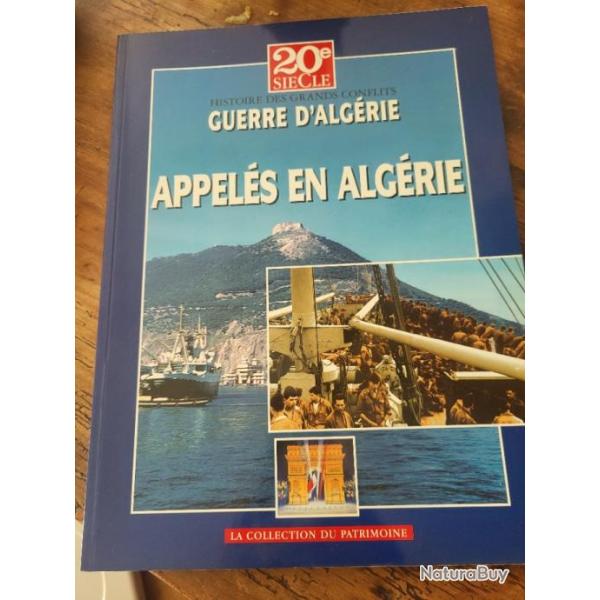 20e
SIECLE
HISTOIRE DES GRANDS CONFLITS
GUERRE D'ALGÉRIE
APPELÉS EN ALGÉRIE
LA COLLECTION DU PATRIMOINE
NaturaBuy